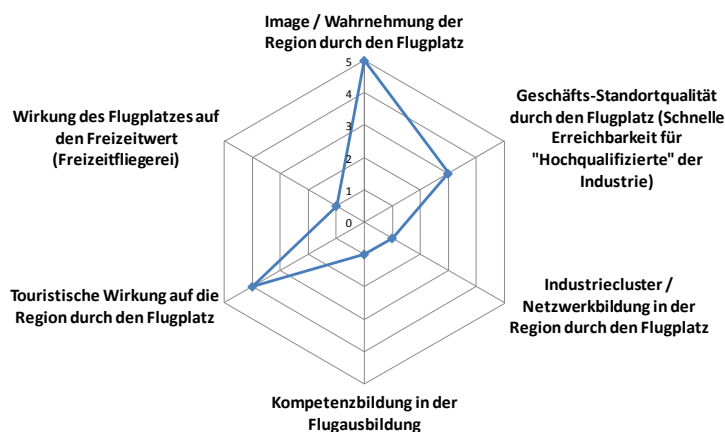 Image / Wahrnehmung der
Region durch den Flugplatz
Geschäfts-Standortqualität
durch den Flugplatz (Schnelle
Erreichbarkeit für
"Hochqualifizierte" der
Industrie)
Industriecluster /
Netzwerkbildung in der
Region durch den Flugplatz
Kompetenzbildung in der
Flugausbildung
Touristische Wirkung auf die
Region durch den Flugplatz
Wirkung des Flugplatzes auf
den Freizeitwert
(Freizeitfliegerei)
5
4
3
2
1
0